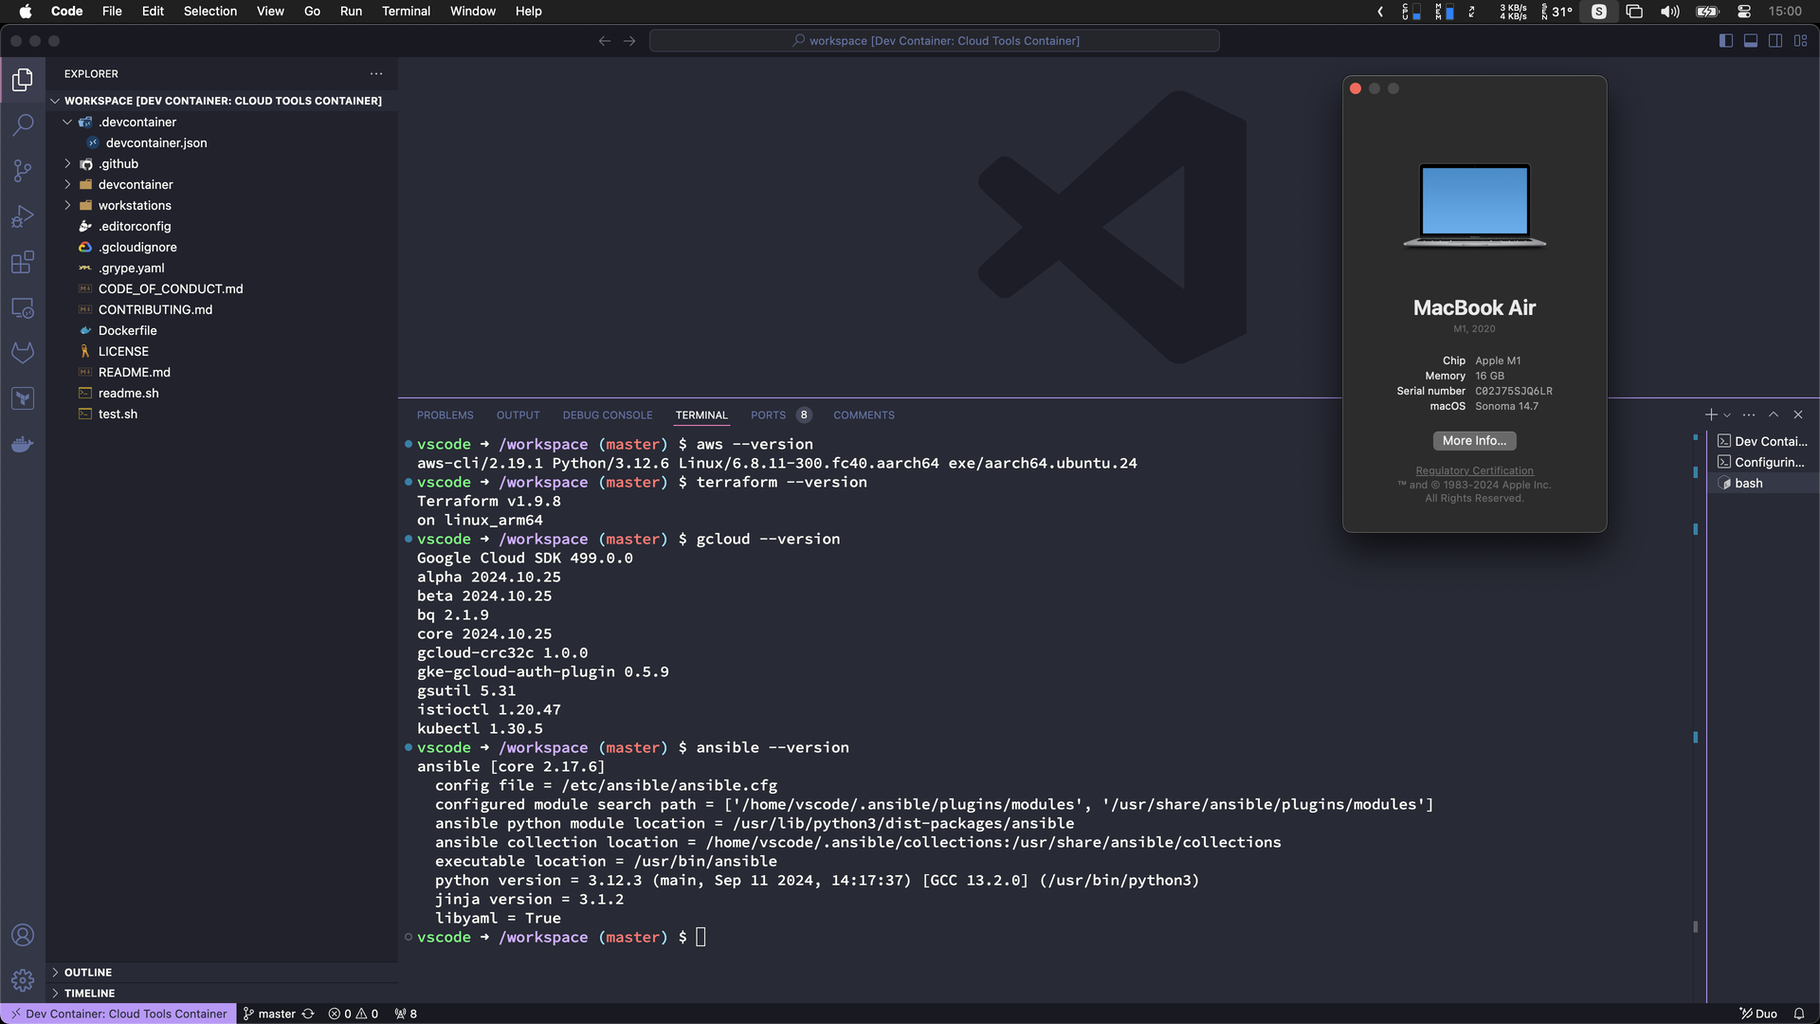 Code File Edit Selection View Go Run Terminal Window Help
CPU MEM 3 KB/s 4 KB/s SEN 31° S 15:00
workspace [Dev Container: Cloud Tools Container]
EXPLORER
WORKSPACE [DEV CONTAINER: CLOUD TOOLS CONTAINER]
.devcontainer
devcontainer.json
.github
devcontainer
workstations
.editorconfig
.gcloudignore
.grype.yaml
CODE_OF_CONDUCT.md
CONTRIBUTING.md
Dockerfile
LICENSE
README.md
readme.sh
test.sh
OUTLINE
TIMELINE
MacBook Air
M1, 2020
Chip Apple M1
Memory 16 GB
Serial number C02J75SJQ6LR
macOS Sonoma 14.7
More Info...
Regulatory Certification
™ and © 1983-2024 Apple Inc.
All Rights Reserved.
PROBLEMS OUTPUT DEBUG CONSOLE TERMINAL PORTS 8 COMMENTS
vscode ➜ /workspace (master) $ aws --version
aws-cli/2.19.1 Python/3.12.6 Linux/6.8.11-300.fc40.aarch64 exe/aarch64.ubuntu.24
vscode ➜ /workspace (master) $ terraform --version
Terraform v1.9.8
on linux_arm64
vscode ➜ /workspace (master) $ gcloud --version
Google Cloud SDK 499.0.0
alpha 2024.10.25
beta 2024.10.25
bq 2.1.9
core 2024.10.25
gcloud-crc32c 1.0.0
gke-gcloud-auth-plugin 0.5.9
gsutil 5.31
istioctl 1.20.47
kubectl 1.30.5
vscode ➜ /workspace (master) $ ansible --version
ansible [core 2.17.6]
config file = /etc/ansible/ansible.cfg
configured module search path = ['/home/vscode/.ansible/plugins/modules', '/usr/share/ansible/plugins/modules']
ansible python module location = /usr/lib/python3/dist-packages/ansible
ansible collection location = /home/vscode/.ansible/collections:/usr/share/ansible/collections
executable location = /usr/bin/ansible
python version = 3.12.3 (main, Sep 11 2024, 14:17:37) [GCC 13.2.0] (/usr/bin/python3)
jinja version = 3.1.2
libyaml = True
vscode ➜ /workspace (master) $
Dev Contai...
Configurin...
bash
Dev Container: Cloud Tools Container master 0 0 8 Duo